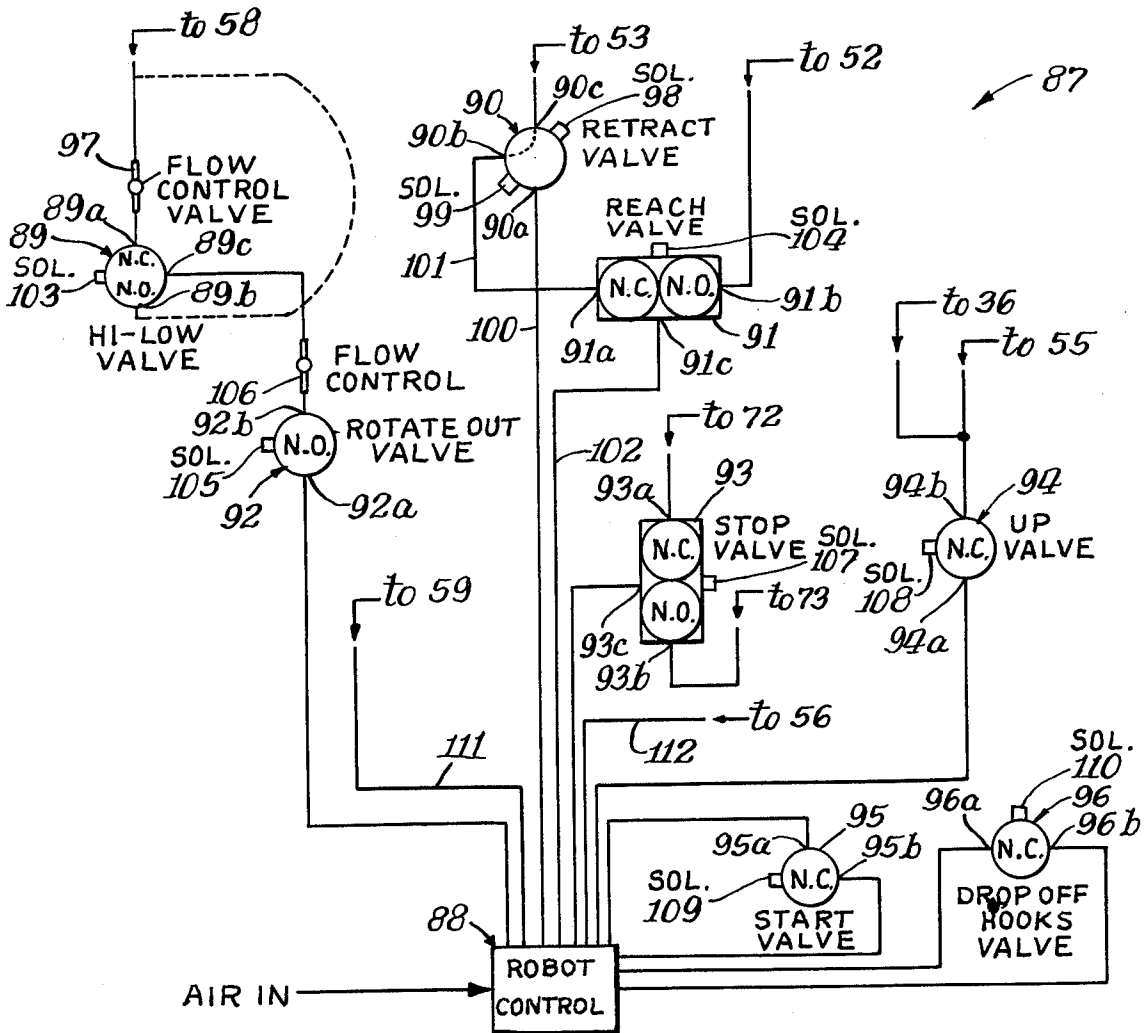 to 58
to 53
to 52
87
SOL.
98
90
90c
90b
RETRACT
VALVE
97
FLOW
CONTROL
VALVE
SOL.
99
90a
REACH
VALVE
SOL.
104
89a
89
89c
N.C.
N.O.
SOL.
103
89b
HI-LOW
VALVE
101
100
N.C.
N.O.
91b
91a
91c
91
to 36
to 55
FLOW
CONTROL
106
92b
N.O.
ROTATE OUT
VALVE
SOL.
105
92
92a
102
to 72
93a
93
N.C.
N.O.
STOP
VALVE
SOL.
107
93c
93b
to 73
94b
94
N.C.
UP
VALVE
SOL.
108
94a
to 59
111
to 56
112
SOL.
110
96a
96
96b
N.C.
DROP OFF
HOOKS
VALVE
95
95a
95b
N.C.
SOL.
109
START
VALVE
88
ROBOT
CONTROL
AIR IN